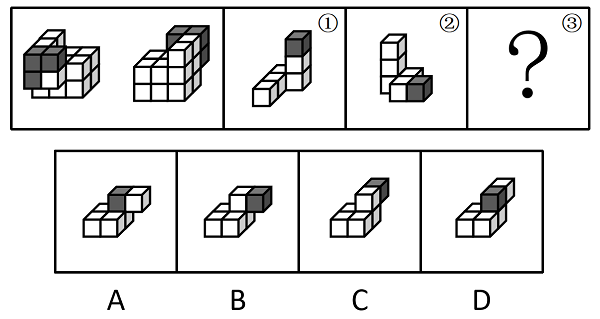 ① ② ③
?
A B C D